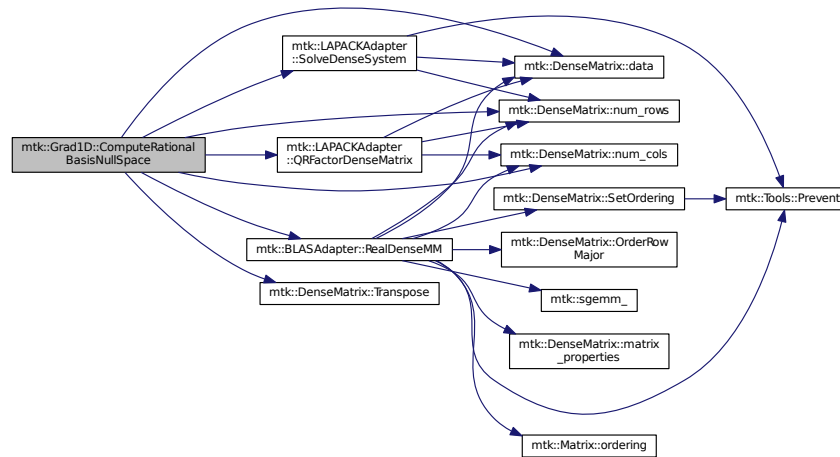 mtk::Grad1D::ComputeRational
BasisNullSpace
mtk::LAPACKAdapter
::SolveDenseSystem
mtk::LAPACKAdapter
::QRFactorDenseMatrix
mtk::BLASAdapter::RealDenseMM
mtk::DenseMatrix::Transpose
mtk::DenseMatrix::data
mtk::DenseMatrix::num_rows
mtk::DenseMatrix::num_cols
mtk::DenseMatrix::SetOrdering
mtk::DenseMatrix::OrderRow
Major
mtk::sgemm_
mtk::DenseMatrix::matrix
_properties
mtk::Matrix::ordering
mtk::Tools::Prevent